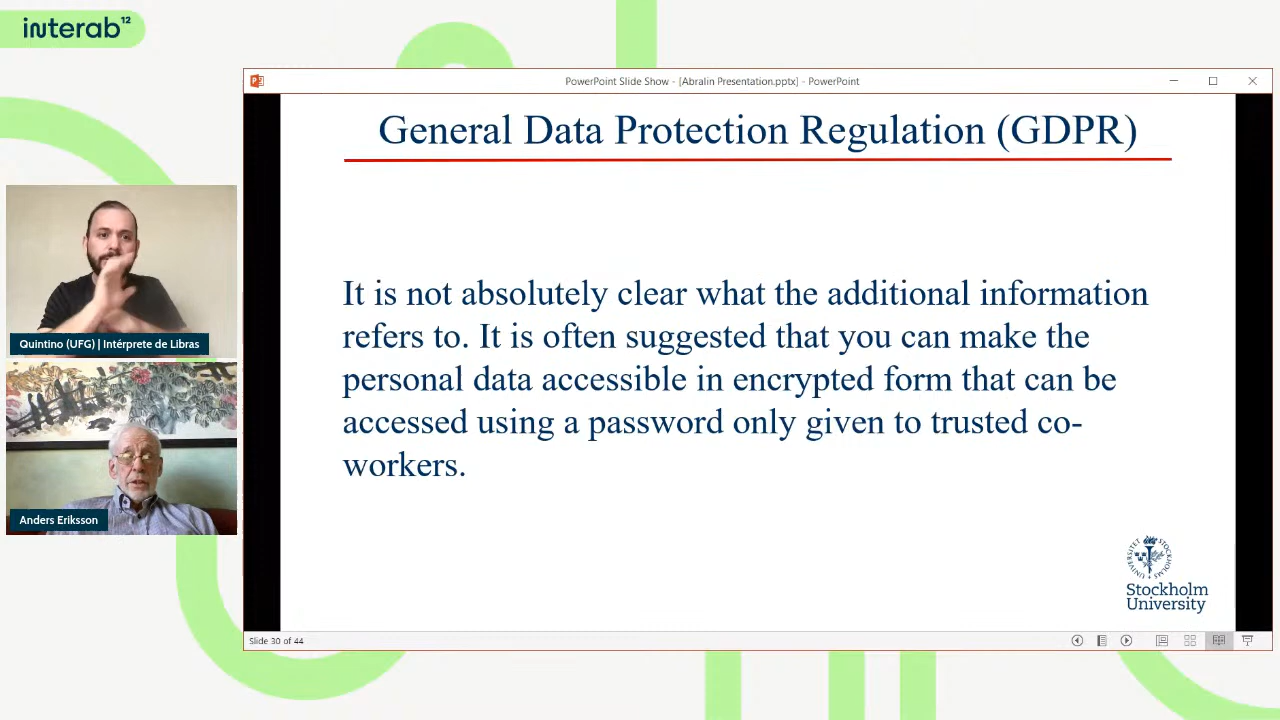 interab¹²
PowerPoint Slide Show - [Abralin Presentation.pptx] - PowerPoint
General Data Protection Regulation (GDPR)
It is not absolutely clear what the additional information
refers to. It is often suggested that you can make the
personal data accessible in encrypted form that can be
accessed using a password only given to trusted co-
workers.
Quintino (UFG) | Intérprete de Libras
Anders Eriksson
Stockholm
University
Slide 30 of 44